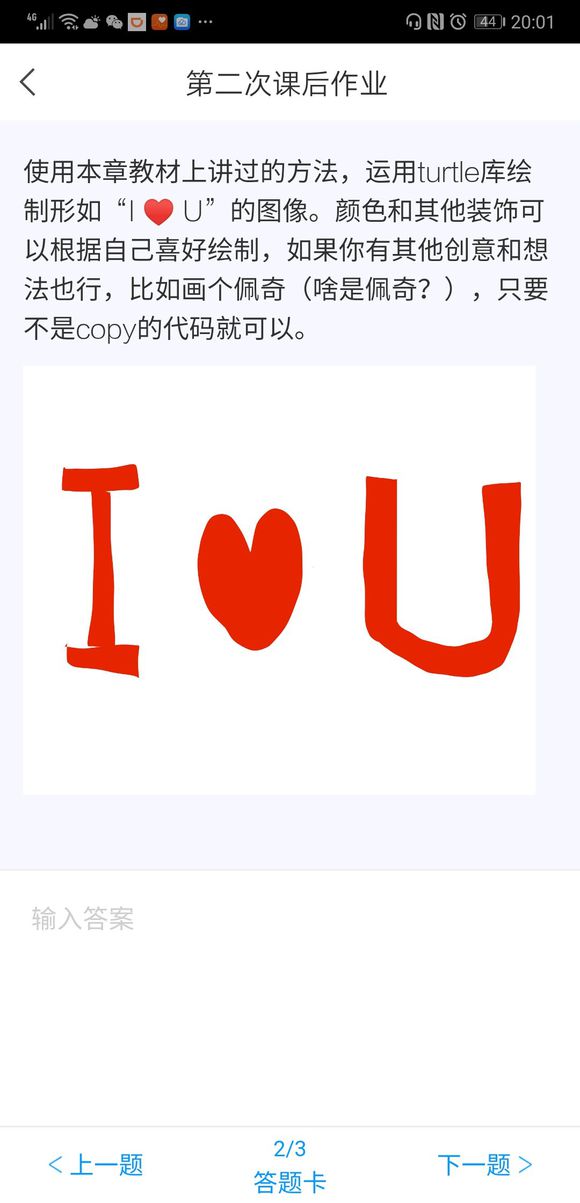 4G
44
20:01
第二次课后作业
使用本章教材上讲过的方法，运用turtle库绘
制形如“I ❤️ U”的图像。颜色和其他装饰可
以根据自己喜好绘制，如果你有其他创意和想
法也行，比如画个佩奇（啥是佩奇？），只要
不是copy的代码就可以。
I ♥ U
输入答案
< 上一题
2/3
答题卡
下一题 >